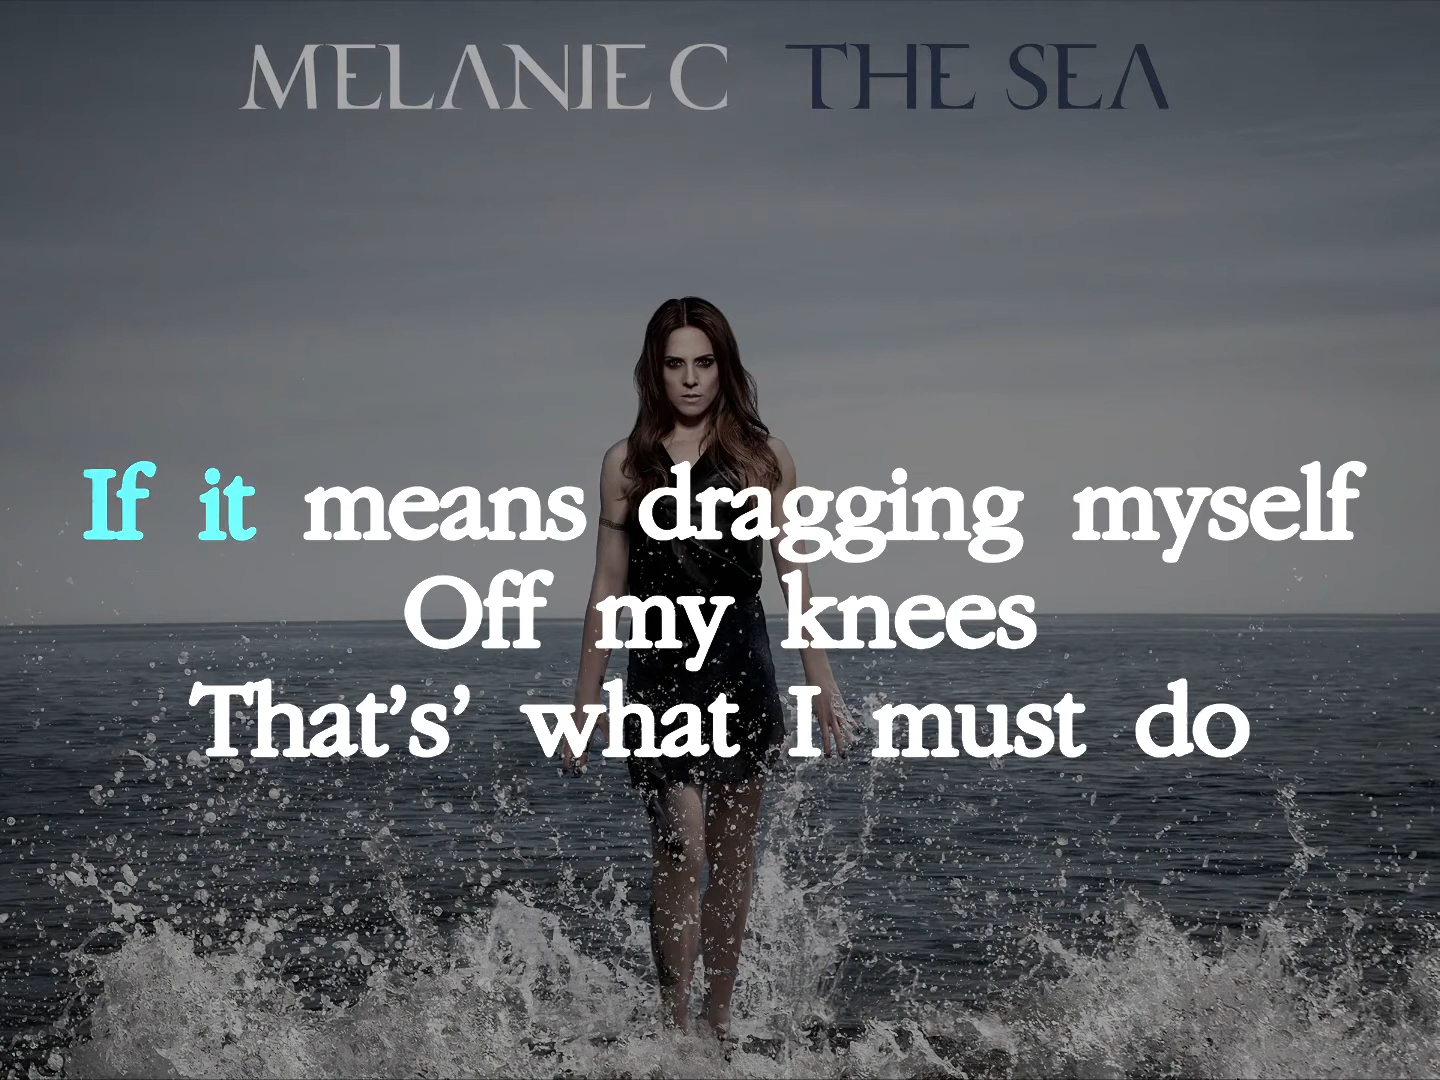 MELANIE C THE SEA
If it means dragging myself
Off my knees
That’s’ what I must do